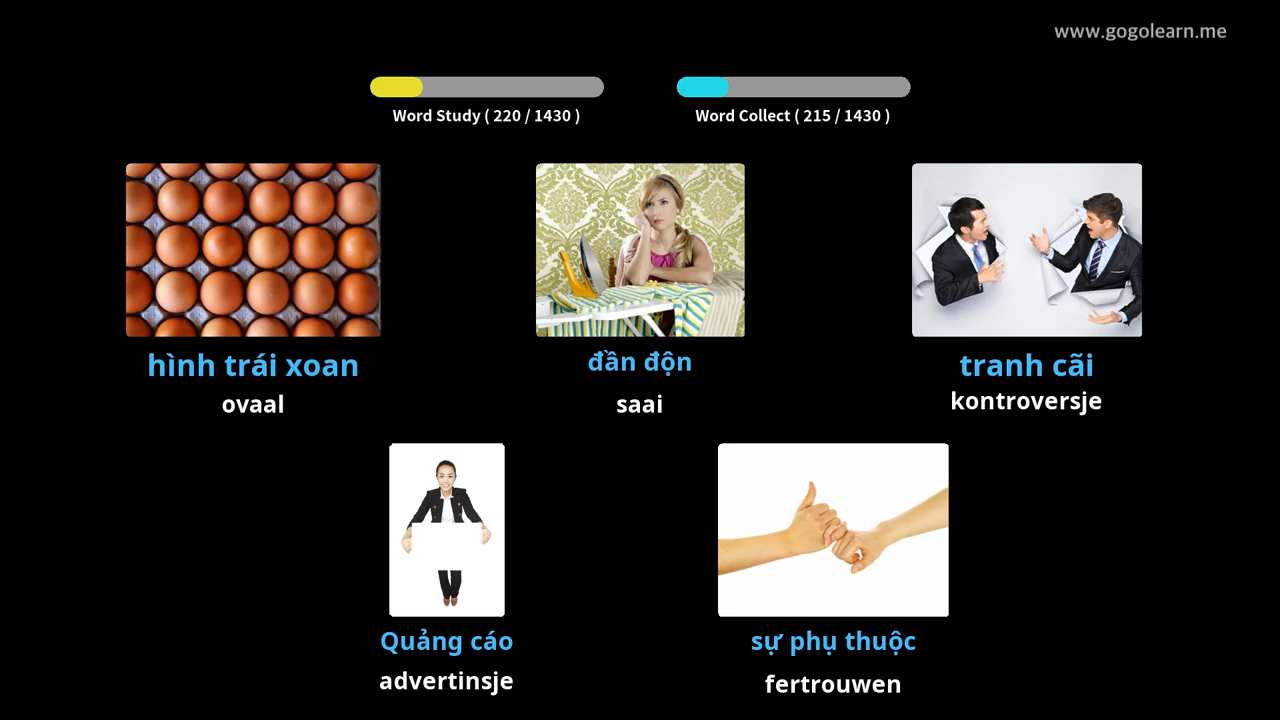 www.gogolearn.me
Word Study ( 220 / 1430 )
Word Collect ( 215 / 1430 )
hình trái xoan
ovaal
đần độn
saai
tranh cãi
kontroversje
Quảng cáo
advertinsje
sự phụ thuộc
fertrouwen